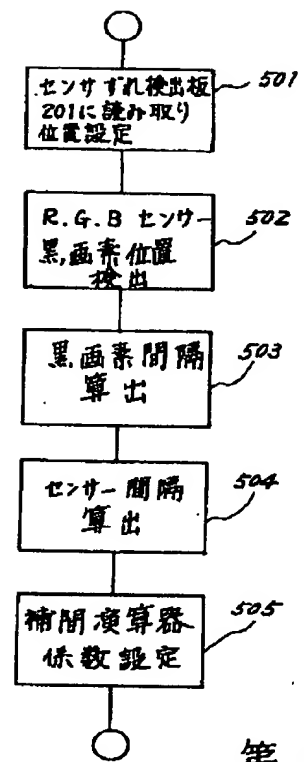 センサずれ検出板
201に読み取り
位置設定
501
R.G.Bセンサー
黒,画素位置
検出
502
黒画素間隔
算出
503
センサー間隔
算出
504
補間演算器
係数設定
505
第